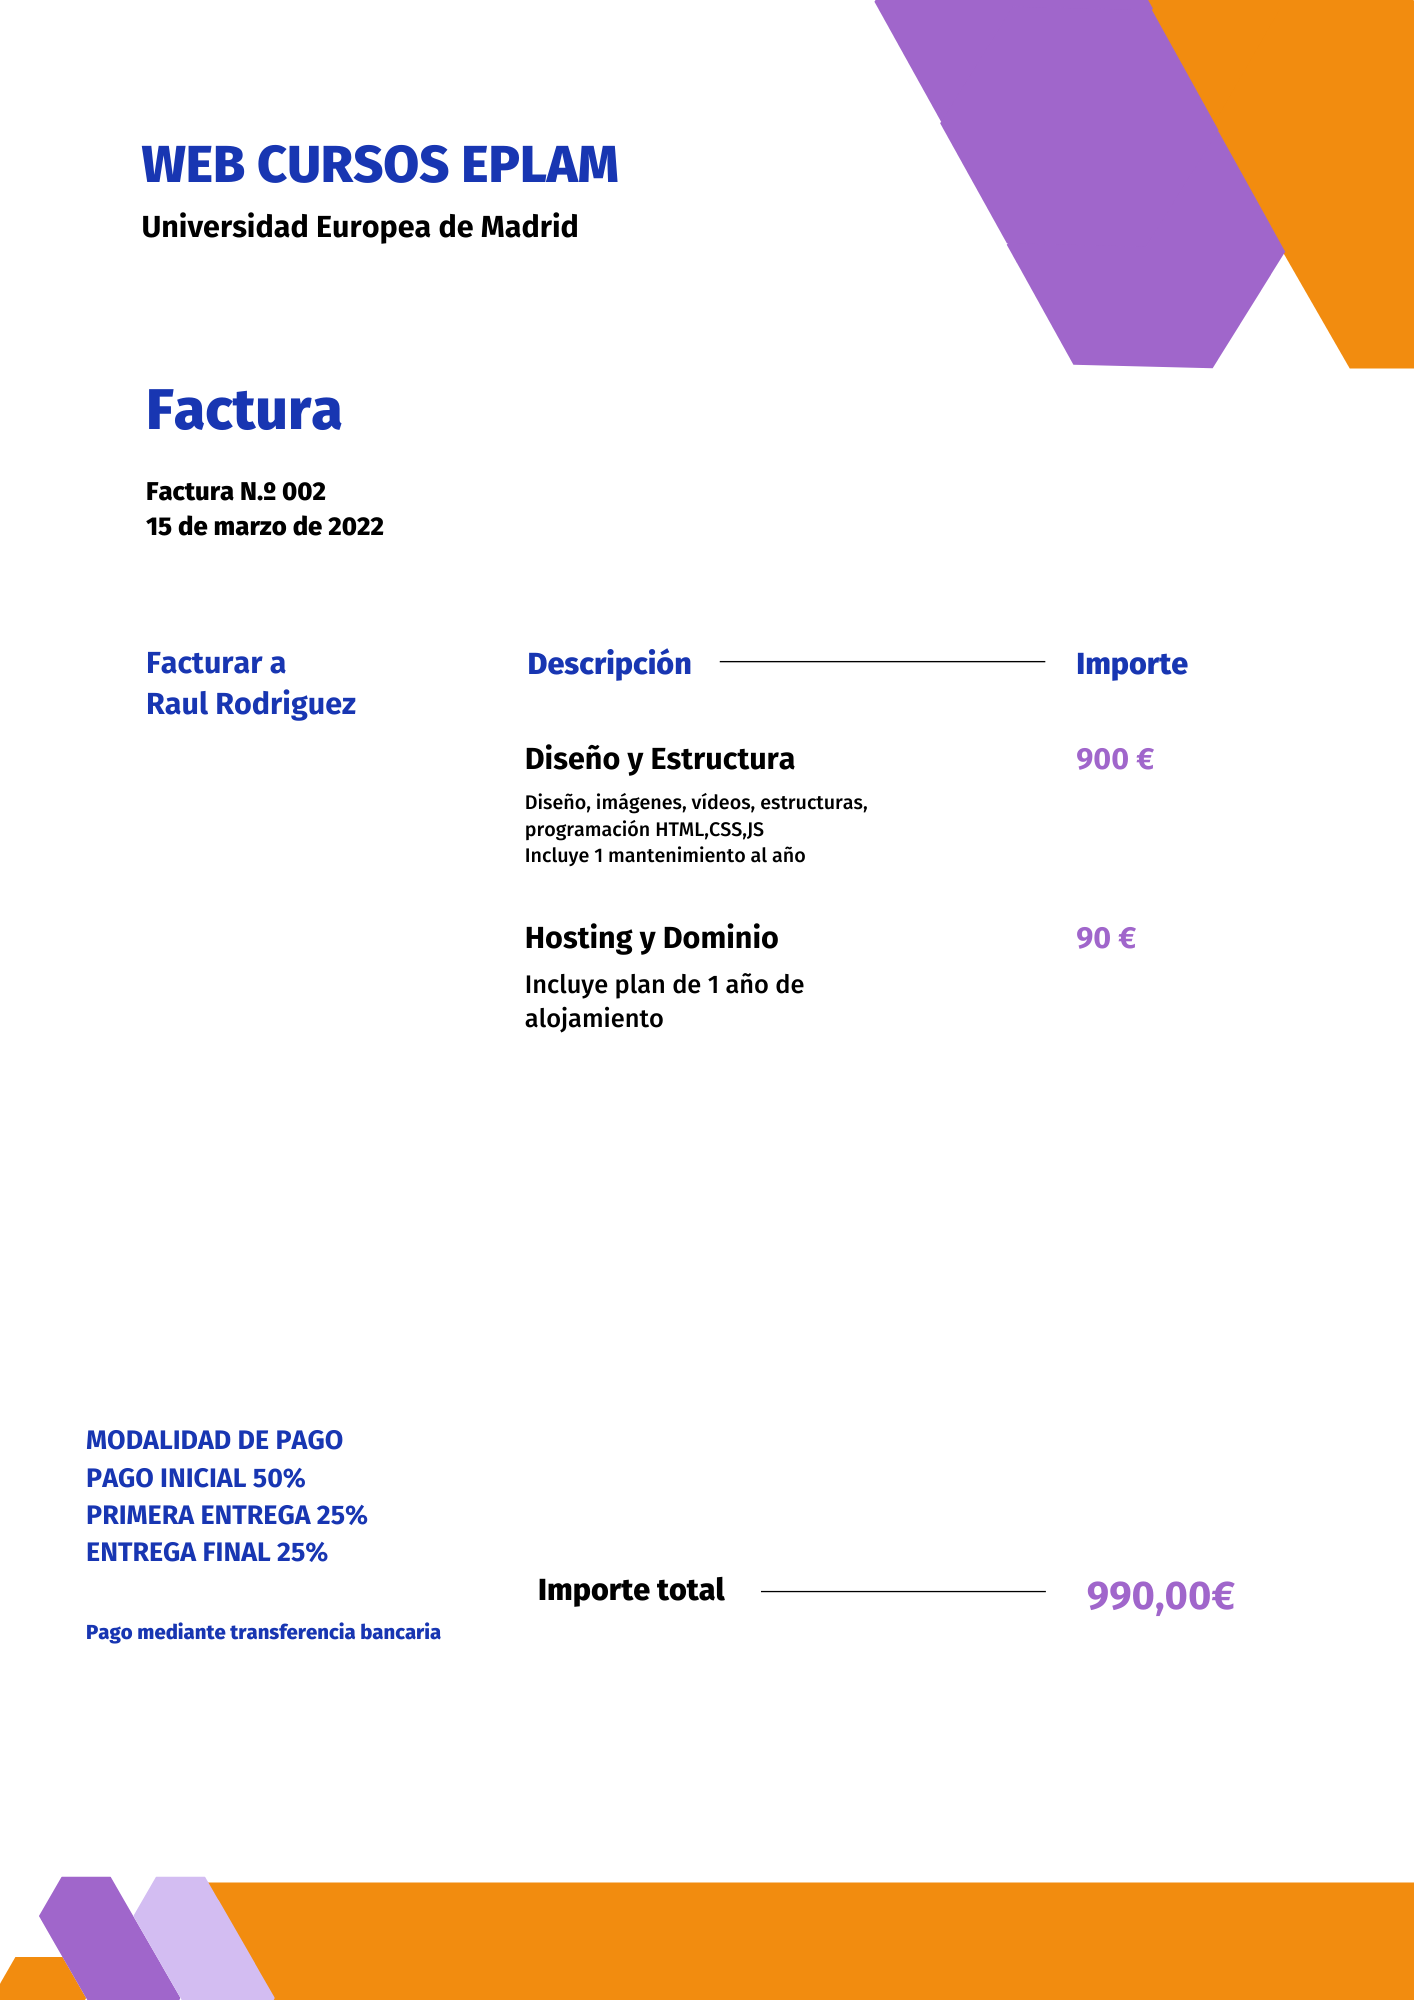 WEB CURSOS EPLAM
Universidad Europea de Madrid
Factura
Factura N.º 002
15 de marzo de 2022
Facturar a
Raul Rodriguez
Descripción
Importe
Diseño y Estructura
900 €
Diseño, imágenes, vídeos, estructuras,
programación HTML,CSS,JS
Incluye 1 mantenimiento al año
Hosting y Dominio
90 €
Incluye plan de 1 año de
alojamiento
MODALIDAD DE PAGO
PAGO INICIAL 50%
PRIMERA ENTREGA 25%
ENTREGA FINAL 25%
Importe total
990,00€
Pago mediante transferencia bancaria